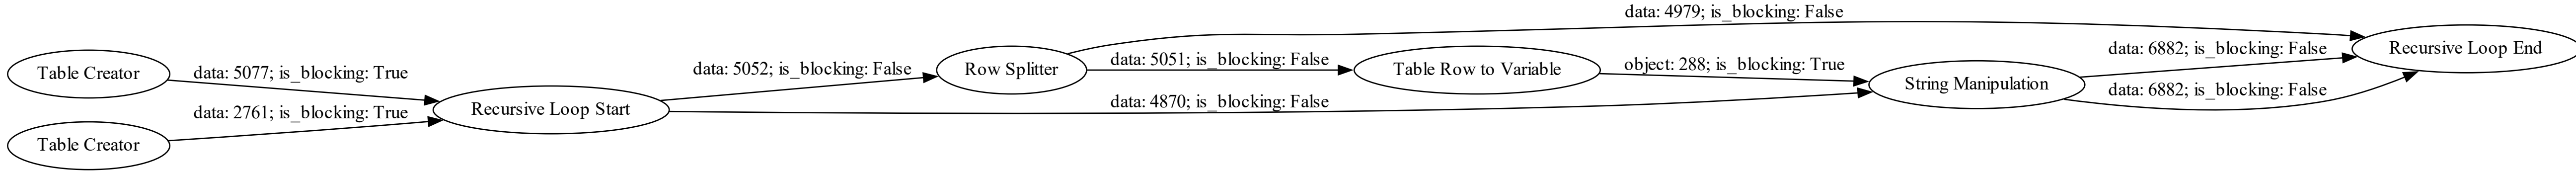 data: 4979; is_blocking: False
Table Creator
data: 5077; is_blocking: True
Recursive Loop Start
data: 5052; is_blocking: False
Row Splitter
data: 5051; is_blocking: False
Table Row to Variable
object: 288; is_blocking: True
String Manipulation
data: 6882; is_blocking: False
Recursive Loop End
data: 6882; is_blocking: False
data: 4870; is_blocking: False
data: 2761; is_blocking: True
Table Creator